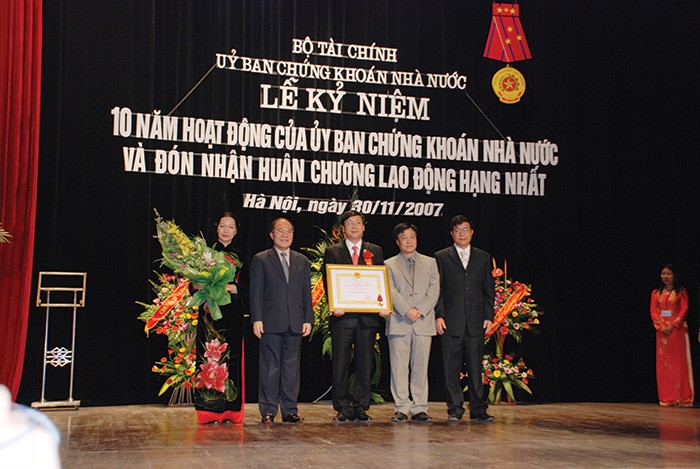 BỘ TÀI CHÍNH
UỶ BAN CHỨNG KHOÁN NHÀ NƯỚC
LỄ KỶ NIỆM
10 NĂM HOẠT ĐỘNG CỦA ỦY BAN CHỨNG KHOÁN NHÀ NƯỚC
VÀ ĐÓN NHẬN HUÂN CHƯƠNG LAO ĐỘNG HẠNG NHẤT
Hà Nội, ngày 30/11/2007